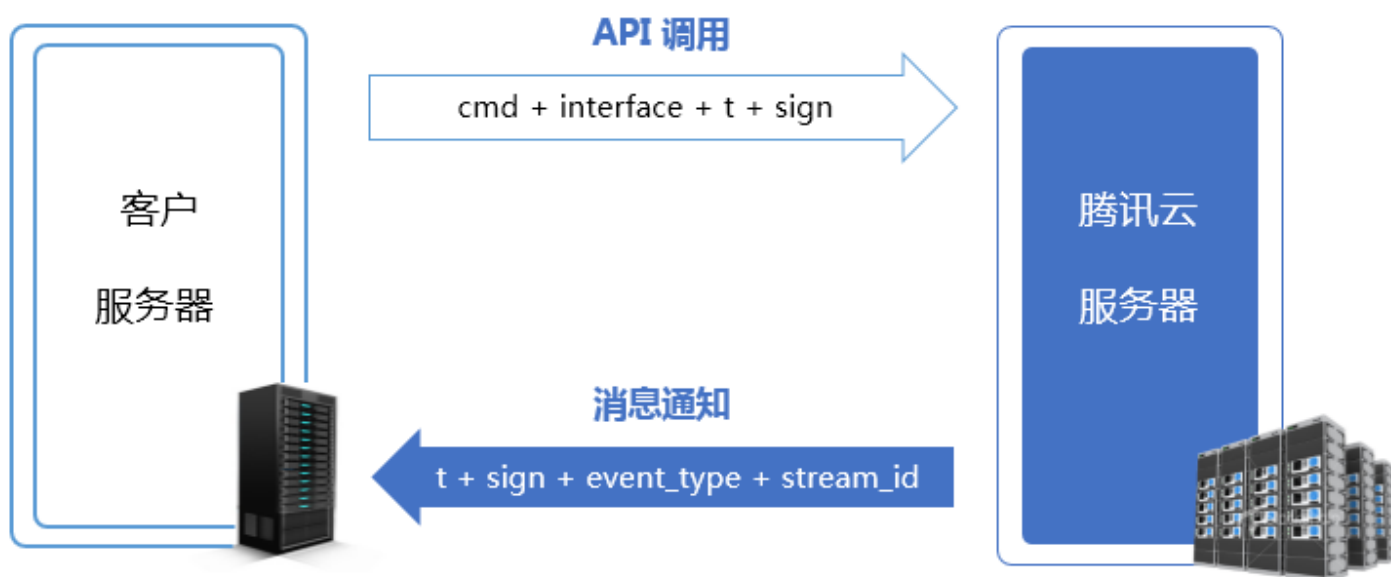 API 调用
cmd + interface + t + sign
客户
服务器
腾讯云
服务器
消息通知
t + sign + event_type + stream_id